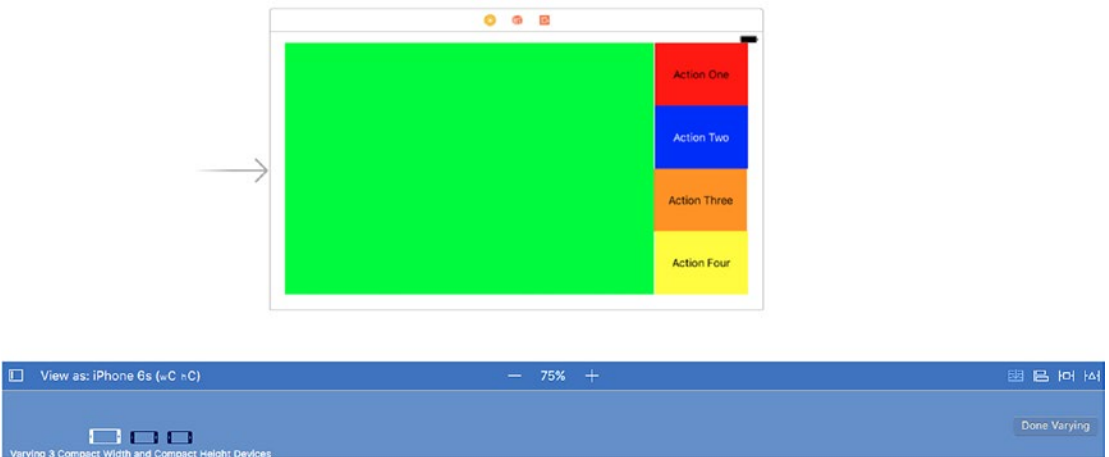 Action One
Action Two
Action Three
Action Four
View as: iPhone 6s (wC hC)
— 75% +
Done Varying
Varying 3 Compact Width and Compact Height Devices